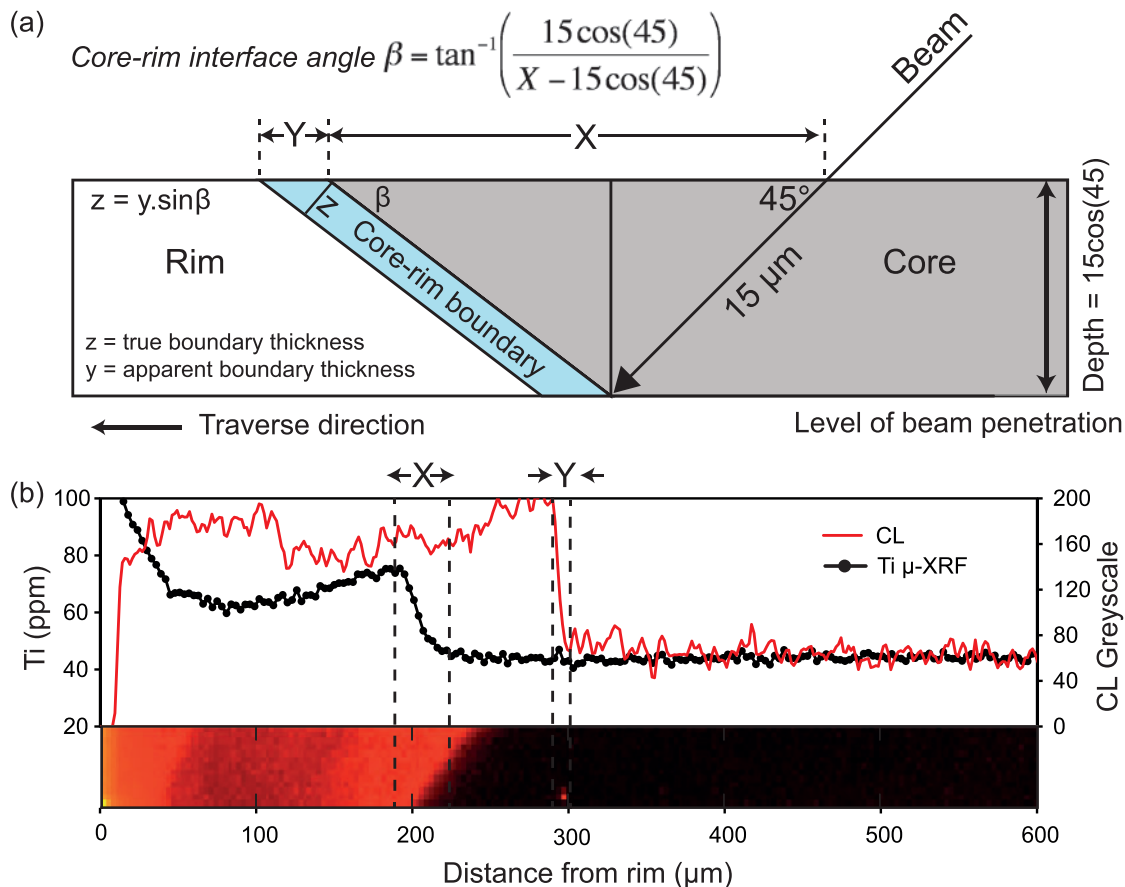 (a)
Core-rim interface angle β = tan⁻¹(15cos(45) / X − 15cos(45))
Beam
Y
X
z = y.sinβ
Z
β
45°
Rim
Core-rim boundary
15 µm
Core
Depth = 15cos(45)
z = true boundary thickness
y = apparent boundary thickness
Traverse direction
Level of beam penetration
(b)
X
Y
100
80
60
40
20
Ti (ppm)
200
160
120
80
40
0
CL Greyscale
CL
Ti µ-XRF
0
100
200
300
400
500
600
Distance from rim (µm)